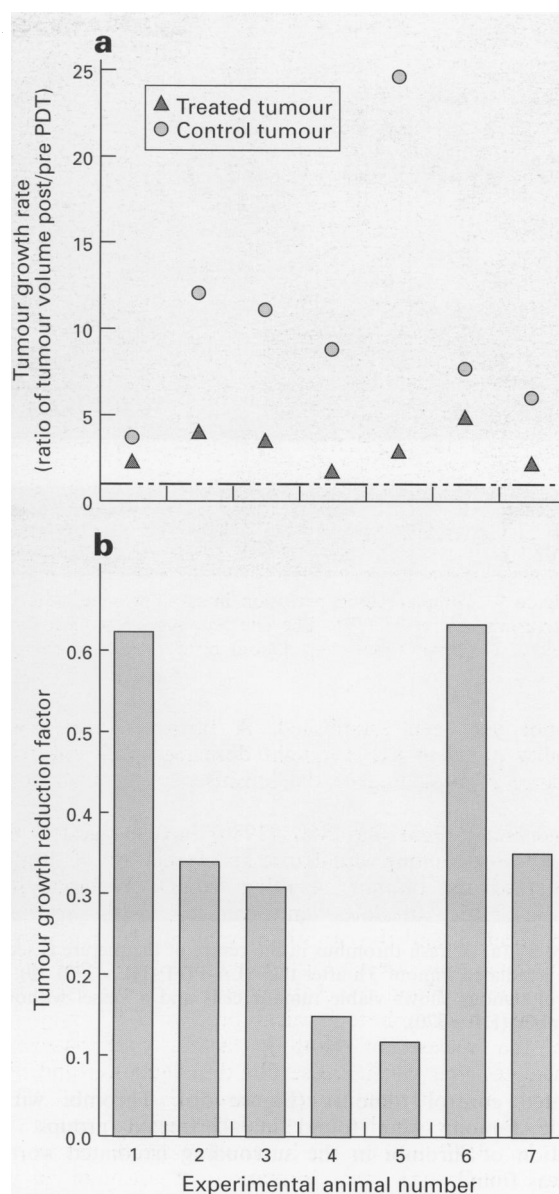 a
Tumour growth rate
(ratio of tumour volume post/pre PDT)
25
20
15
10
5
0
Treated tumour
Control tumour
b
Tumour growth reduction factor
0.6
0.5
0.4
0.3
0.2
0.1
0.0
1 2 3 4 5 6 7
Experimental animal number